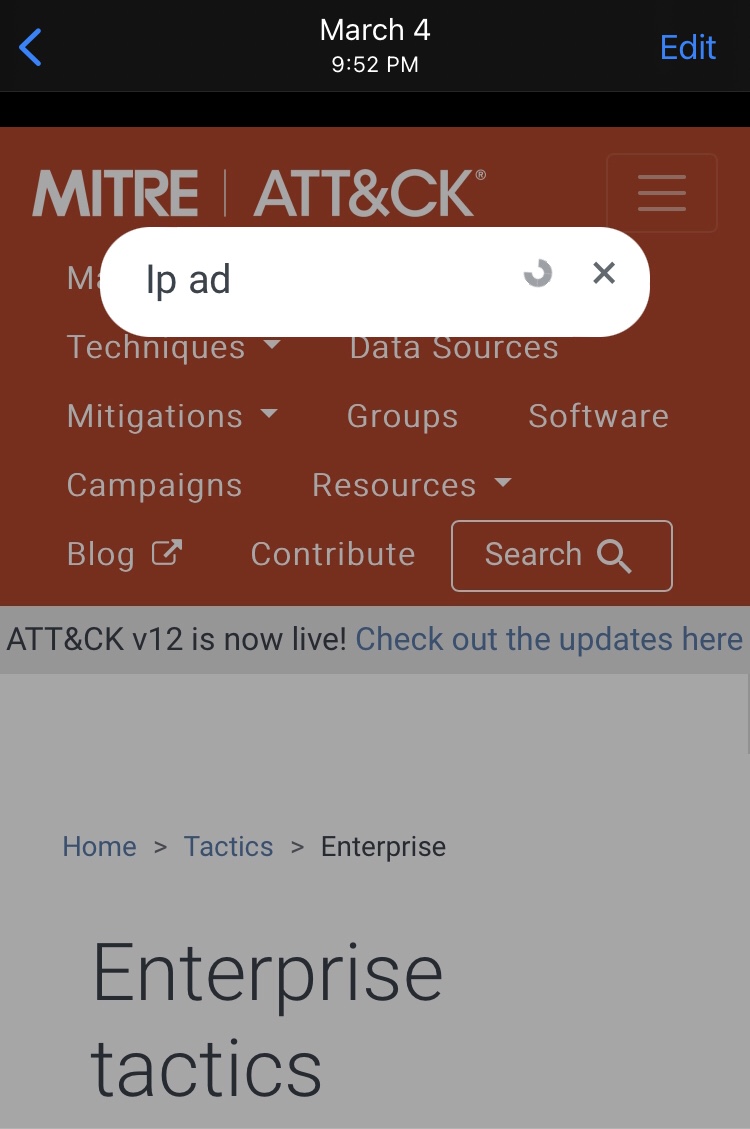 March 4
9:52 PM
Edit
MITRE | ATT&CK®
Ma
Ip ad
Techniques
Data Sources
Mitigations
Groups
Software
Campaigns
Resources
Blog
Contribute
Search
ATT&CK v12 is now live! Check out the updates here
Home > Tactics > Enterprise
Enterprise
tactics